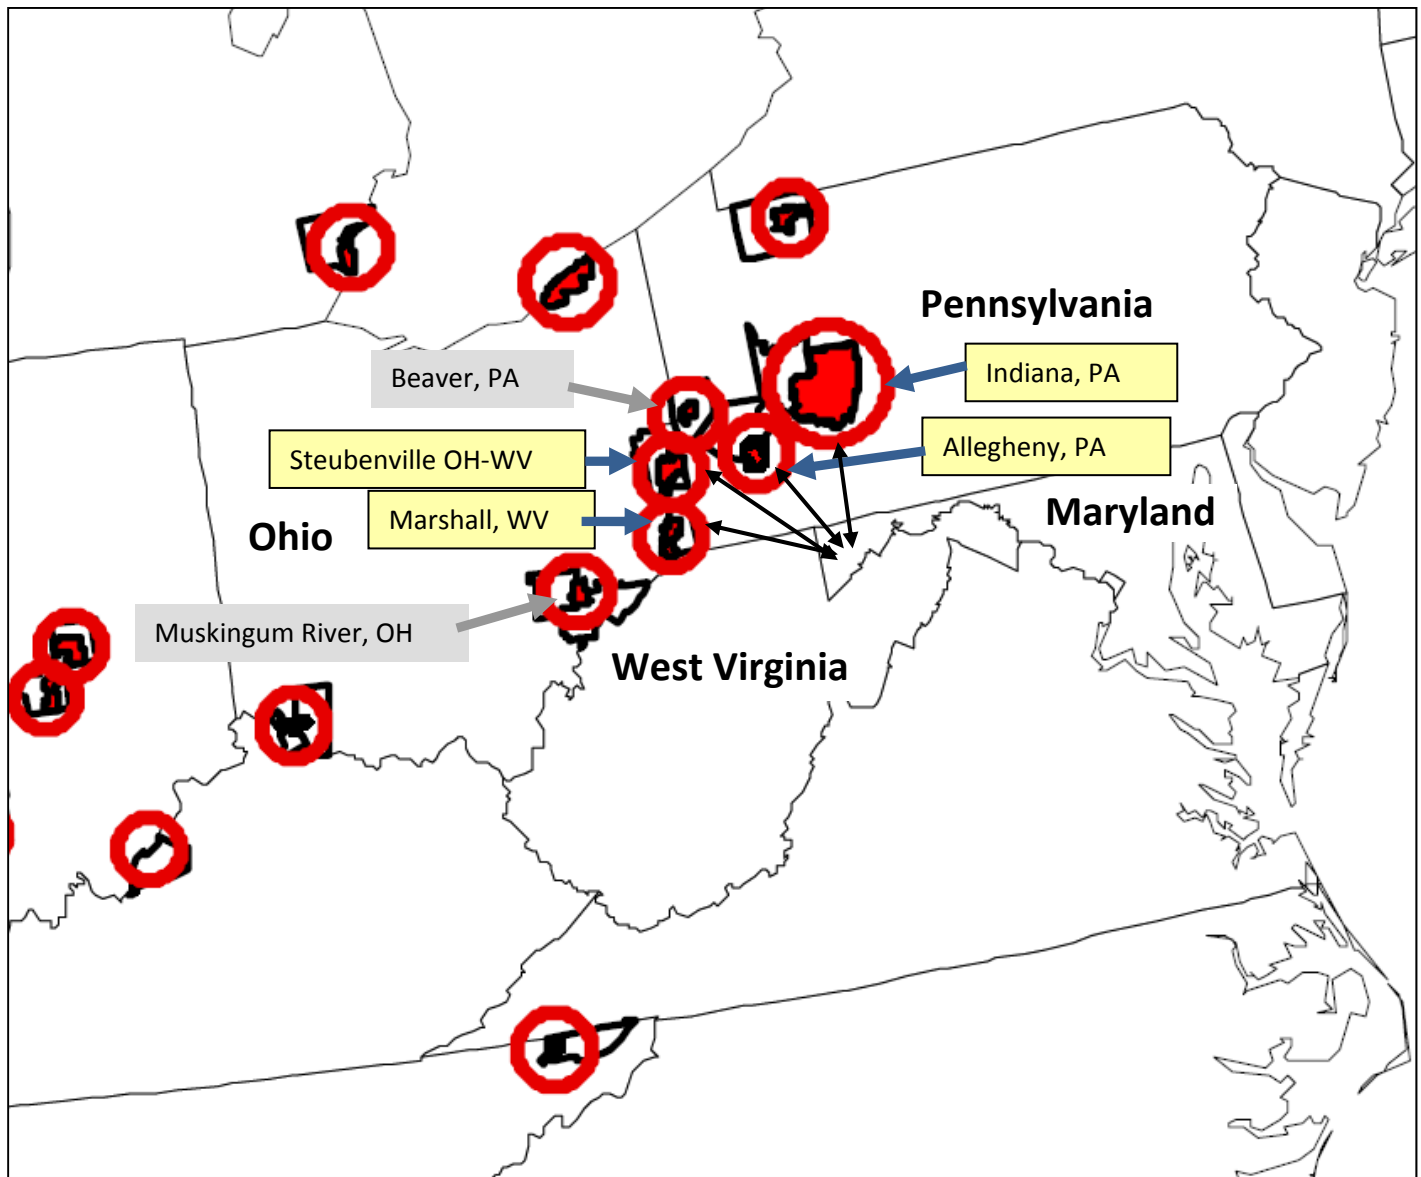 Pennsylvania
Beaver, PA
Indiana, PA
Steubenville OH-WV
Allegheny, PA
Marshall, WV
Ohio
Maryland
Muskingum River, OH
West Virginia